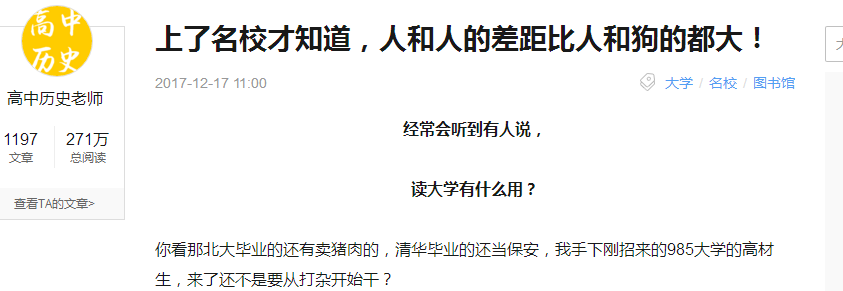 高中
历史
高中历史老师
1197
271万
文章
总阅读
查看TA的文章>
上了名校才知道，人和人的差距比人和狗的都大！
2017-12-17 11:00
大学 / 名校 / 图书馆
经常会听到有人说，
读大学有什么用？
你看那北大毕业的还有卖猪肉的，清华毕业的还当保安，我手下刚招来的985大学的高材
生，来了还不是要从打杂开始干？